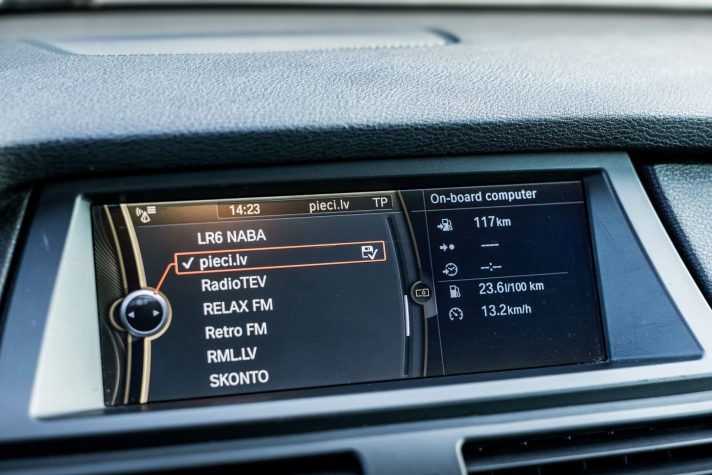 14:23 pieci.lv TP
LR6 NABA
pieci.lv
RadioTEV
RELAX FM
Retro FM
RML.LV
SKONTO
On-board computer
117km
----
--:--
23.6l/100 km
13.2km/h